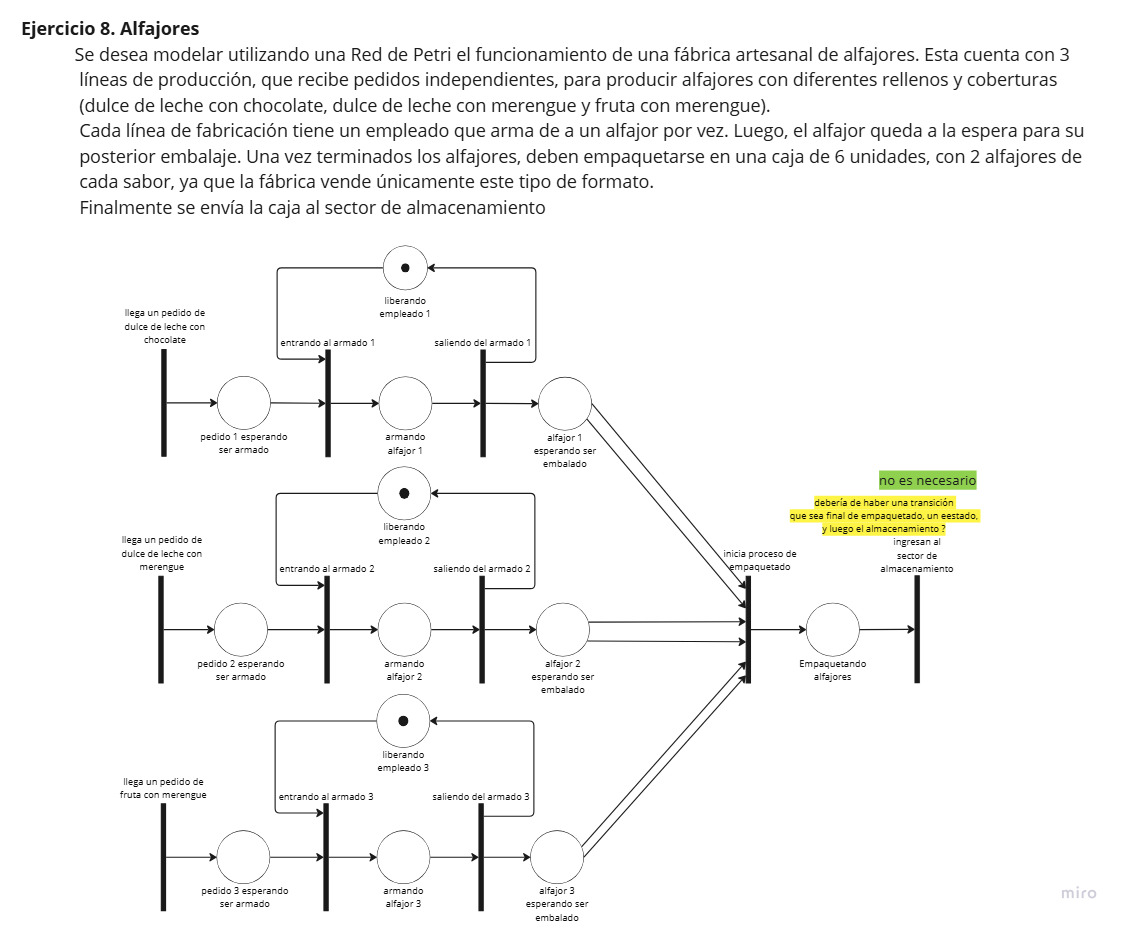 Ejercicio 8. Alfajores
Se desea modelar utilizando una Red de Petri el funcionamiento de una fábrica artesanal de alfajores. Esta cuenta con 3
líneas de producción, que recibe pedidos independientes, para producir alfajores con diferentes rellenos y coberturas
(dulce de leche con chocolate, dulce de leche con merengue y fruta con merengue).
Cada línea de fabricación tiene un empleado que arma de a un alfajor por vez. Luego, el alfajor queda a la espera para su
posterior embalaje. Una vez terminados los alfajores, deben empaquetarse en una caja de 6 unidades, con 2 alfajores de
cada sabor, ya que la fábrica vende únicamente este tipo de formato.
Finalmente se envía la caja al sector de almacenamiento
liberando
empleado 1
llega un pedido de
dulce de leche con
chocolate
entrando al armado 1
saliendo del armado 1
pedido 1 esperando
ser armado
armando
alfajor 1
alfajor 1
esperando ser
embalado
liberando
empleado 2
llega un pedido de
dulce de leche con
merengue
entrando al armado 2
saliendo del armado 2
pedido 2 esperando
ser armado
armando
alfajor 2
alfajor 2
esperando ser
embalado
no es necesario
debería de haber una transición
que sea final de empaquetado, un eestado,
y luego el almacenamiento ?
ingresan al
sector de
almacenamiento
inicia proceso de
empaquetado
Empaquetando
alfajores
liberando
empleado 3
llega un pedido de
fruta con merengue
entrando al armado 3
saliendo del armado 3
pedido 3 esperando
ser armado
armando
alfajor 3
alfajor 3
esperando ser
embalado
miro